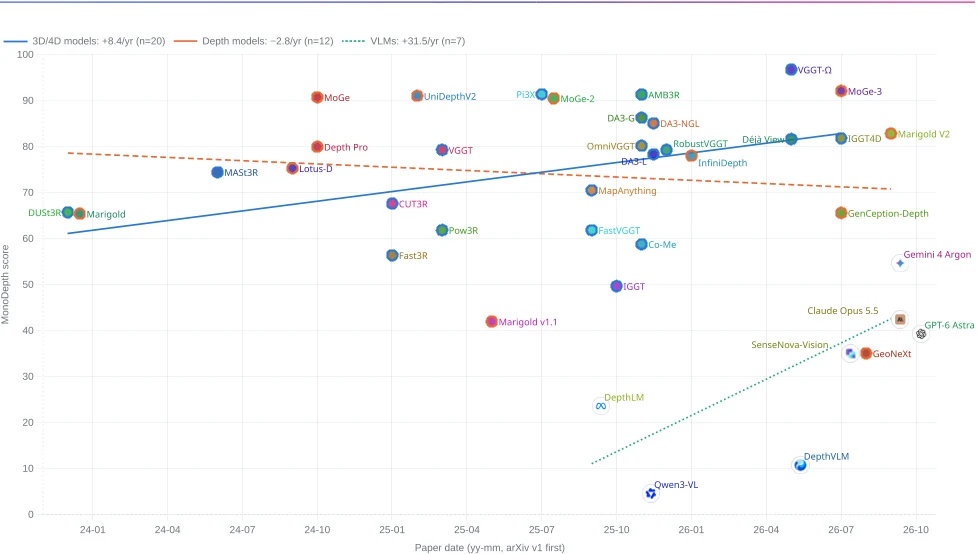 3D/4D models: +8.4/yr (n=20) Depth models: −2.8/yr (n=12) VLMs: +31.5/yr (n=7)
100
VGGT-Ω
90
MoGe
UniDepthV2
Pi3X
MoGe-2
AMB3R
MoGe-3
DA3-G
DA3-NGL
Marigold V2
80
Depth Pro
VGGT
OmniVGGT
RobustVGGT
Déjà View
IGGT4D
DA3-L
InfiniDepth
MASt3R
Lotus-D
70
MapAnything
CUT3R
DUSt3R
Marigold
GenCeption-Depth
60
Pow3R
FastVGGT
Co-Me
Fast3R
Gemini 4 Argon
50
IGGT
Marigold v1.1
Claude Opus 5.5
40
GPT-6 Astra
SenseNova-Vision
GeoNeXt
30
DepthLM
20
10
DepthVLM
Qwen3-VL
0
MonoDepth score
24-01 24-04 24-07 24-10 25-01 25-04 25-07 25-10 26-01 26-04 26-07 26-10
Paper date (yy-mm, arXiv v1 first)